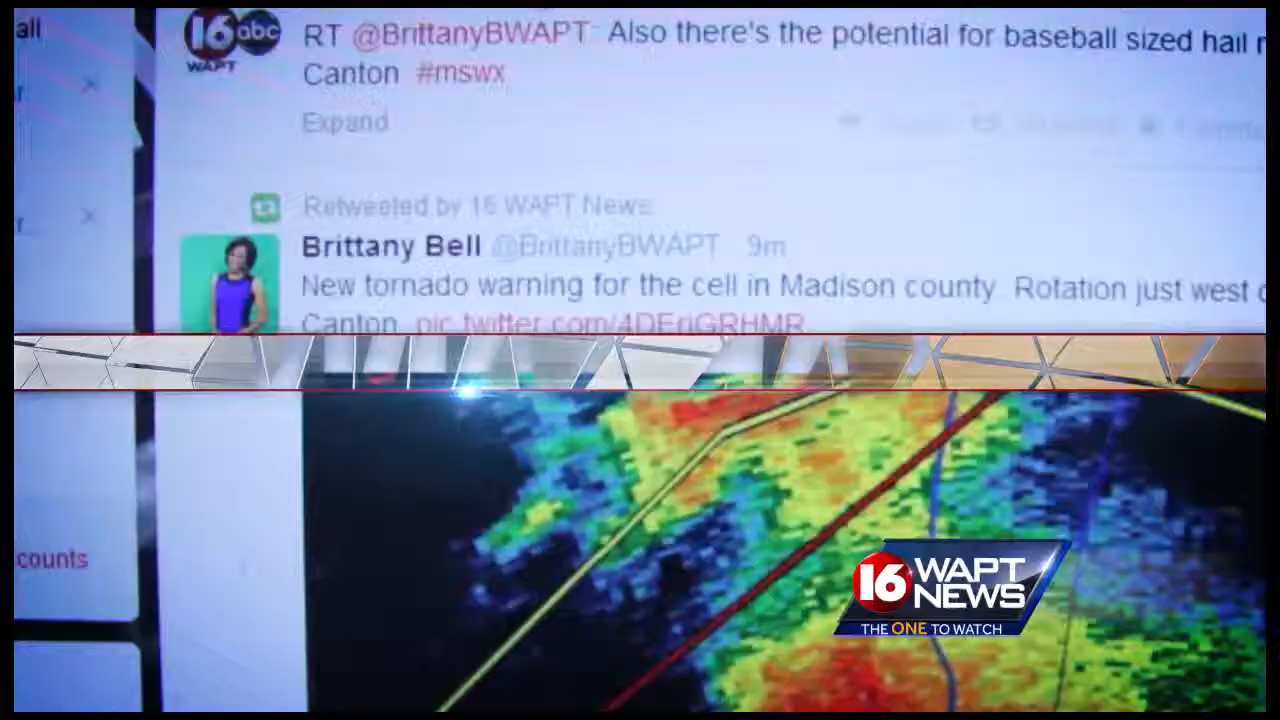 all
16 abc
WAPT
RT @BrittanyBWAPT: Also there's the potential for baseball sized hail
Canton #mswx
Expand
Retweeted by 16 WAPT News
Brittany Bell @BrittanyBWAPT 9m
New tornado warning for the cell in Madison county Rotation just west
Canton pic.twitter.com/4DEriGRHMR
counts
16 WAPT
NEWS
THE ONE TO WATCH